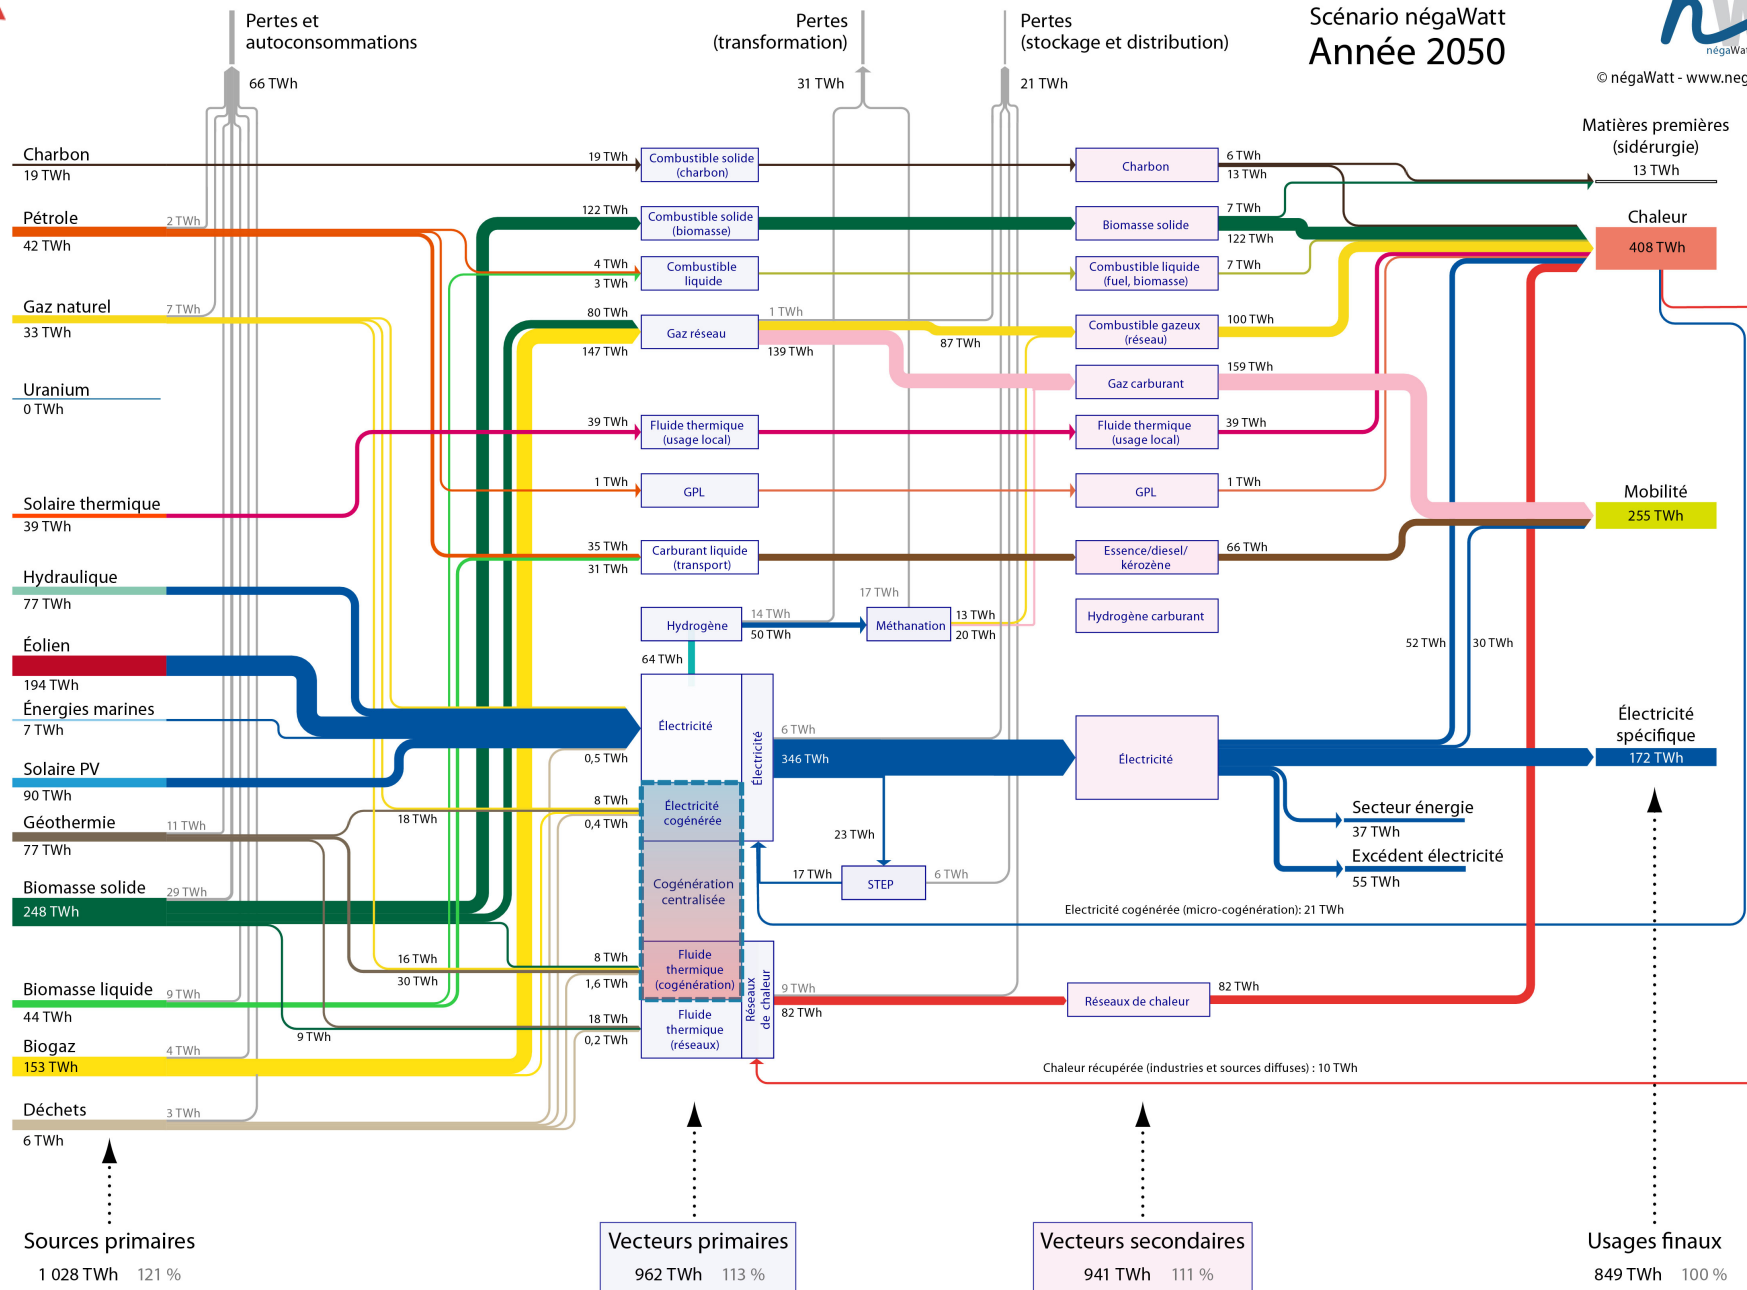 Pertes et
autoconsommations
66 TWh
Pertes
(transformation)
31 TWh
Pertes
(stockage et distribution)
21 TWh
Scénario négaWatt
Année 2050
négaWat
© négaWatt - www.neg
Charbon
19 TWh
Pétrole
42 TWh
2 TWh
Gaz naturel
33 TWh
7 TWh
Uranium
0 TWh
Solaire thermique
39 TWh
Hydraulique
77 TWh
Éolien
194 TWh
Énergies marines
7 TWh
Solaire PV
90 TWh
Géothermie
77 TWh
11 TWh
Biomasse solide
248 TWh
29 TWh
Biomasse liquide
44 TWh
9 TWh
Biogaz
153 TWh
4 TWh
Déchets
6 TWh
3 TWh
19 TWh
Combustible solide
(charbon)
122 TWh
Combustible solide
(biomasse)
4 TWh
3 TWh
Combustible
liquide
80 TWh
147 TWh
Gaz réseau
1 TWh
139 TWh
87 TWh
39 TWh
Fluide thermique
(usage local)
1 TWh
GPL
35 TWh
31 TWh
Carburant liquide
(transport)
Hydrogène
14 TWh
50 TWh
17 TWh
Méthanation
13 TWh
20 TWh
64 TWh
Électricité
Électricité
0,5 TWh
6 TWh
346 TWh
8 TWh
18 TWh
0,4 TWh
Électricité
cogénérée
Cogénération
centralisée
23 TWh
17 TWh
STEP
6 TWh
Electricité cogénérée (micro-cogénération): 21 TWh
8 TWh
16 TWh
30 TWh
1,6 TWh
Fluide
thermique
(cogénération)
Réseaux
de chaleur
9 TWh
82 TWh
18 TWh
9 TWh
0,2 TWh
Fluide
thermique
(réseaux)
Chaleur récupérée (industries et sources diffuses) : 10 TWh
Charbon
6 TWh
13 TWh
Biomasse solide
7 TWh
122 TWh
Combustible liquide
(fuel, biomasse)
7 TWh
Combustible gazeux
(réseau)
100 TWh
Gaz carburant
159 TWh
Fluide thermique
(usage local)
39 TWh
GPL
1 TWh
Essence/diesel/
kérozène
66 TWh
Hydrogène carburant
Électricité
52 TWh
30 TWh
Réseaux de chaleur
82 TWh
Matières premières
(sidérurgie)
13 TWh
Chaleur
408 TWh
Mobilité
255 TWh
Électricité
spécifique
172 TWh
Secteur énergie
37 TWh
Excédent électricité
55 TWh
Sources primaires
1 028 TWh 121 %
Vecteurs primaires
962 TWh 113 %
Vecteurs secondaires
941 TWh 111 %
Usages finaux
849 TWh 100 %